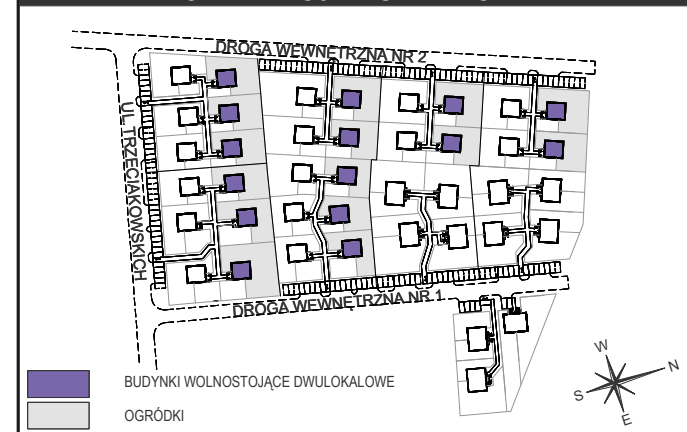 DROGA WEWNĘTRZNA NR 2
UL. TRZECIAKOWSKICH
DROGA WEWNĘTRZNA NR 1
BUDYNKI WOLNOSTOJĄCE DWULOKALOWE
OGRÓDKI
W
N
S
E